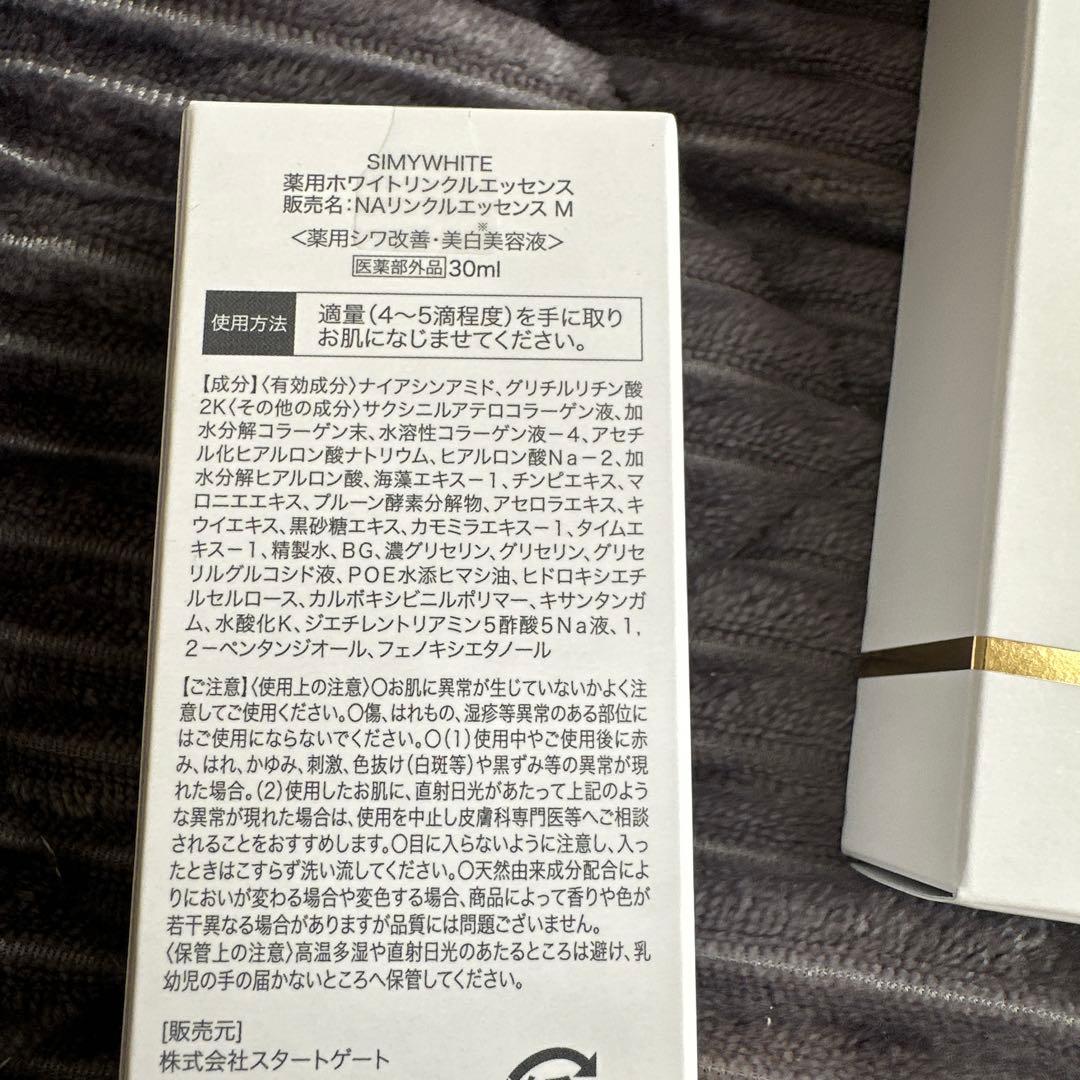 SIMYWHITE
薬用ホワイトリンクルエッセンス
販売名:NAリンクルエッセンス M
<薬用シワ改善・美白※美容液>
医薬部外品 30ml
使用方法
適量(4〜5滴程度)を手に取り
お肌になじませてください。
【成分】〈有効成分〉ナイアシンアミド、グリチルリチン酸
2K〈その他の成分〉サクシニルアテロコラーゲン液、加
水分解コラーゲン末、水溶性コラーゲン液−4、アセチ
ル化ヒアルロン酸ナトリウム、ヒアルロン酸Na−2、加
水分解ヒアルロン酸、海藻エキス−1、チンピエキス、マ
ロニエエキス、プルーン酵素分解物、アセロラエキス、キ
ウイエキス、黒砂糖エキス、カモミラエキス−1、タイムエ
キス−1、精製水、BG、濃グリセリン、グリセリン、グリセ
リルグルコシド液、POE水添ヒマシ油、ヒドロキシエチ
ルセルロース、カルボキシビニルポリマー、キサンタンガ
ム、水酸化K、ジエチレントリアミン5酢酸5Na液、1,
2−ペンタンジオール、フェノキシエタノール
【ご注意】〈使用上の注意〉○お肌に異常が生じていないかよく注
意してご使用ください。○傷、はれもの、湿疹等異常のある部位に
はご使用にならないでください。○(1)使用中やご使用後に赤
み、はれ、かゆみ、刺激、色抜け(白斑等)や黒ずみ等の異常が現
れた場合。(2)使用したお肌に、直射日光があたって上記のよう
な異常が現れた場合は、使用を中止し皮膚科専門医等へご相談
されることをおすすめします。○目に入らないように注意し、入っ
たときはこすらず洗い流してください。○天然由来成分配合によ
りにおいが変わる場合や変色する場合、商品によって香りや色が
若干異なる場合がありますが品質には問題ございません。
〈保管上の注意〉高温多湿や直射日光のあたるところは避け、乳
幼児の手の届かないところへ保管してください。
[販売元]
株式会社スタートゲート